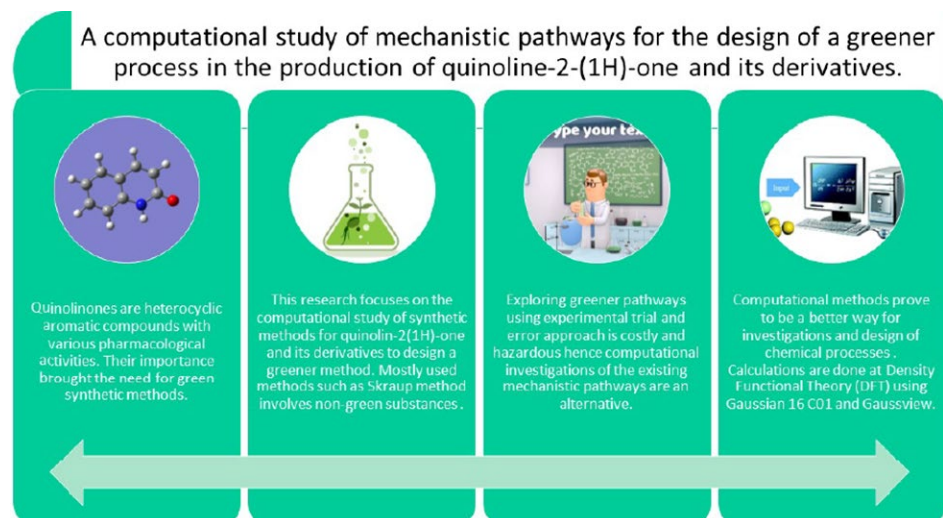 A computational study of mechanistic pathways for the design of a greener
process in the production of quinoline-2-(1H)-one and its derivatives.
Quinolinones are heterocyclic
aromatic compounds with
various pharmacological
activities. Their importance
brought the need for green
synthetic methods.
This research focuses on the
computational study of synthetic
methods for quinolin-2(1H)-one
and its derivatives to design a
greener method. Mostly used
methods such as Skraup method
involves non-green substances.
ype your tex
Exploring greener pathways
using experimental trial and
error approach is costly and
hazardous hence computational
investigations of the existing
mechanistic pathways are an
alternative.
Input
Computational methods prove
to be a better way for
investigations and design of
chemical processes .
Calculations are done at Density
Functional Theory (DFT) using
Gaussian 16 C01 and Gaussview.